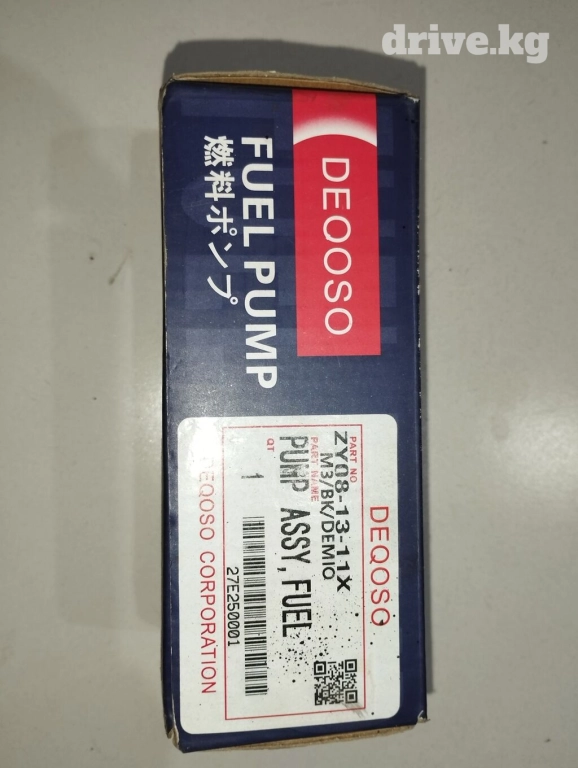 drive.kg
DEQOSO
FUEL PUMP
燃料ポンプ
DEQOSO
PART NO
ZY08-13-11X
M3/BK/DEMIO
PART NAME
PUMP ASSY, FUEL
QT
1
27E250001
DEQOSO CORPORATION